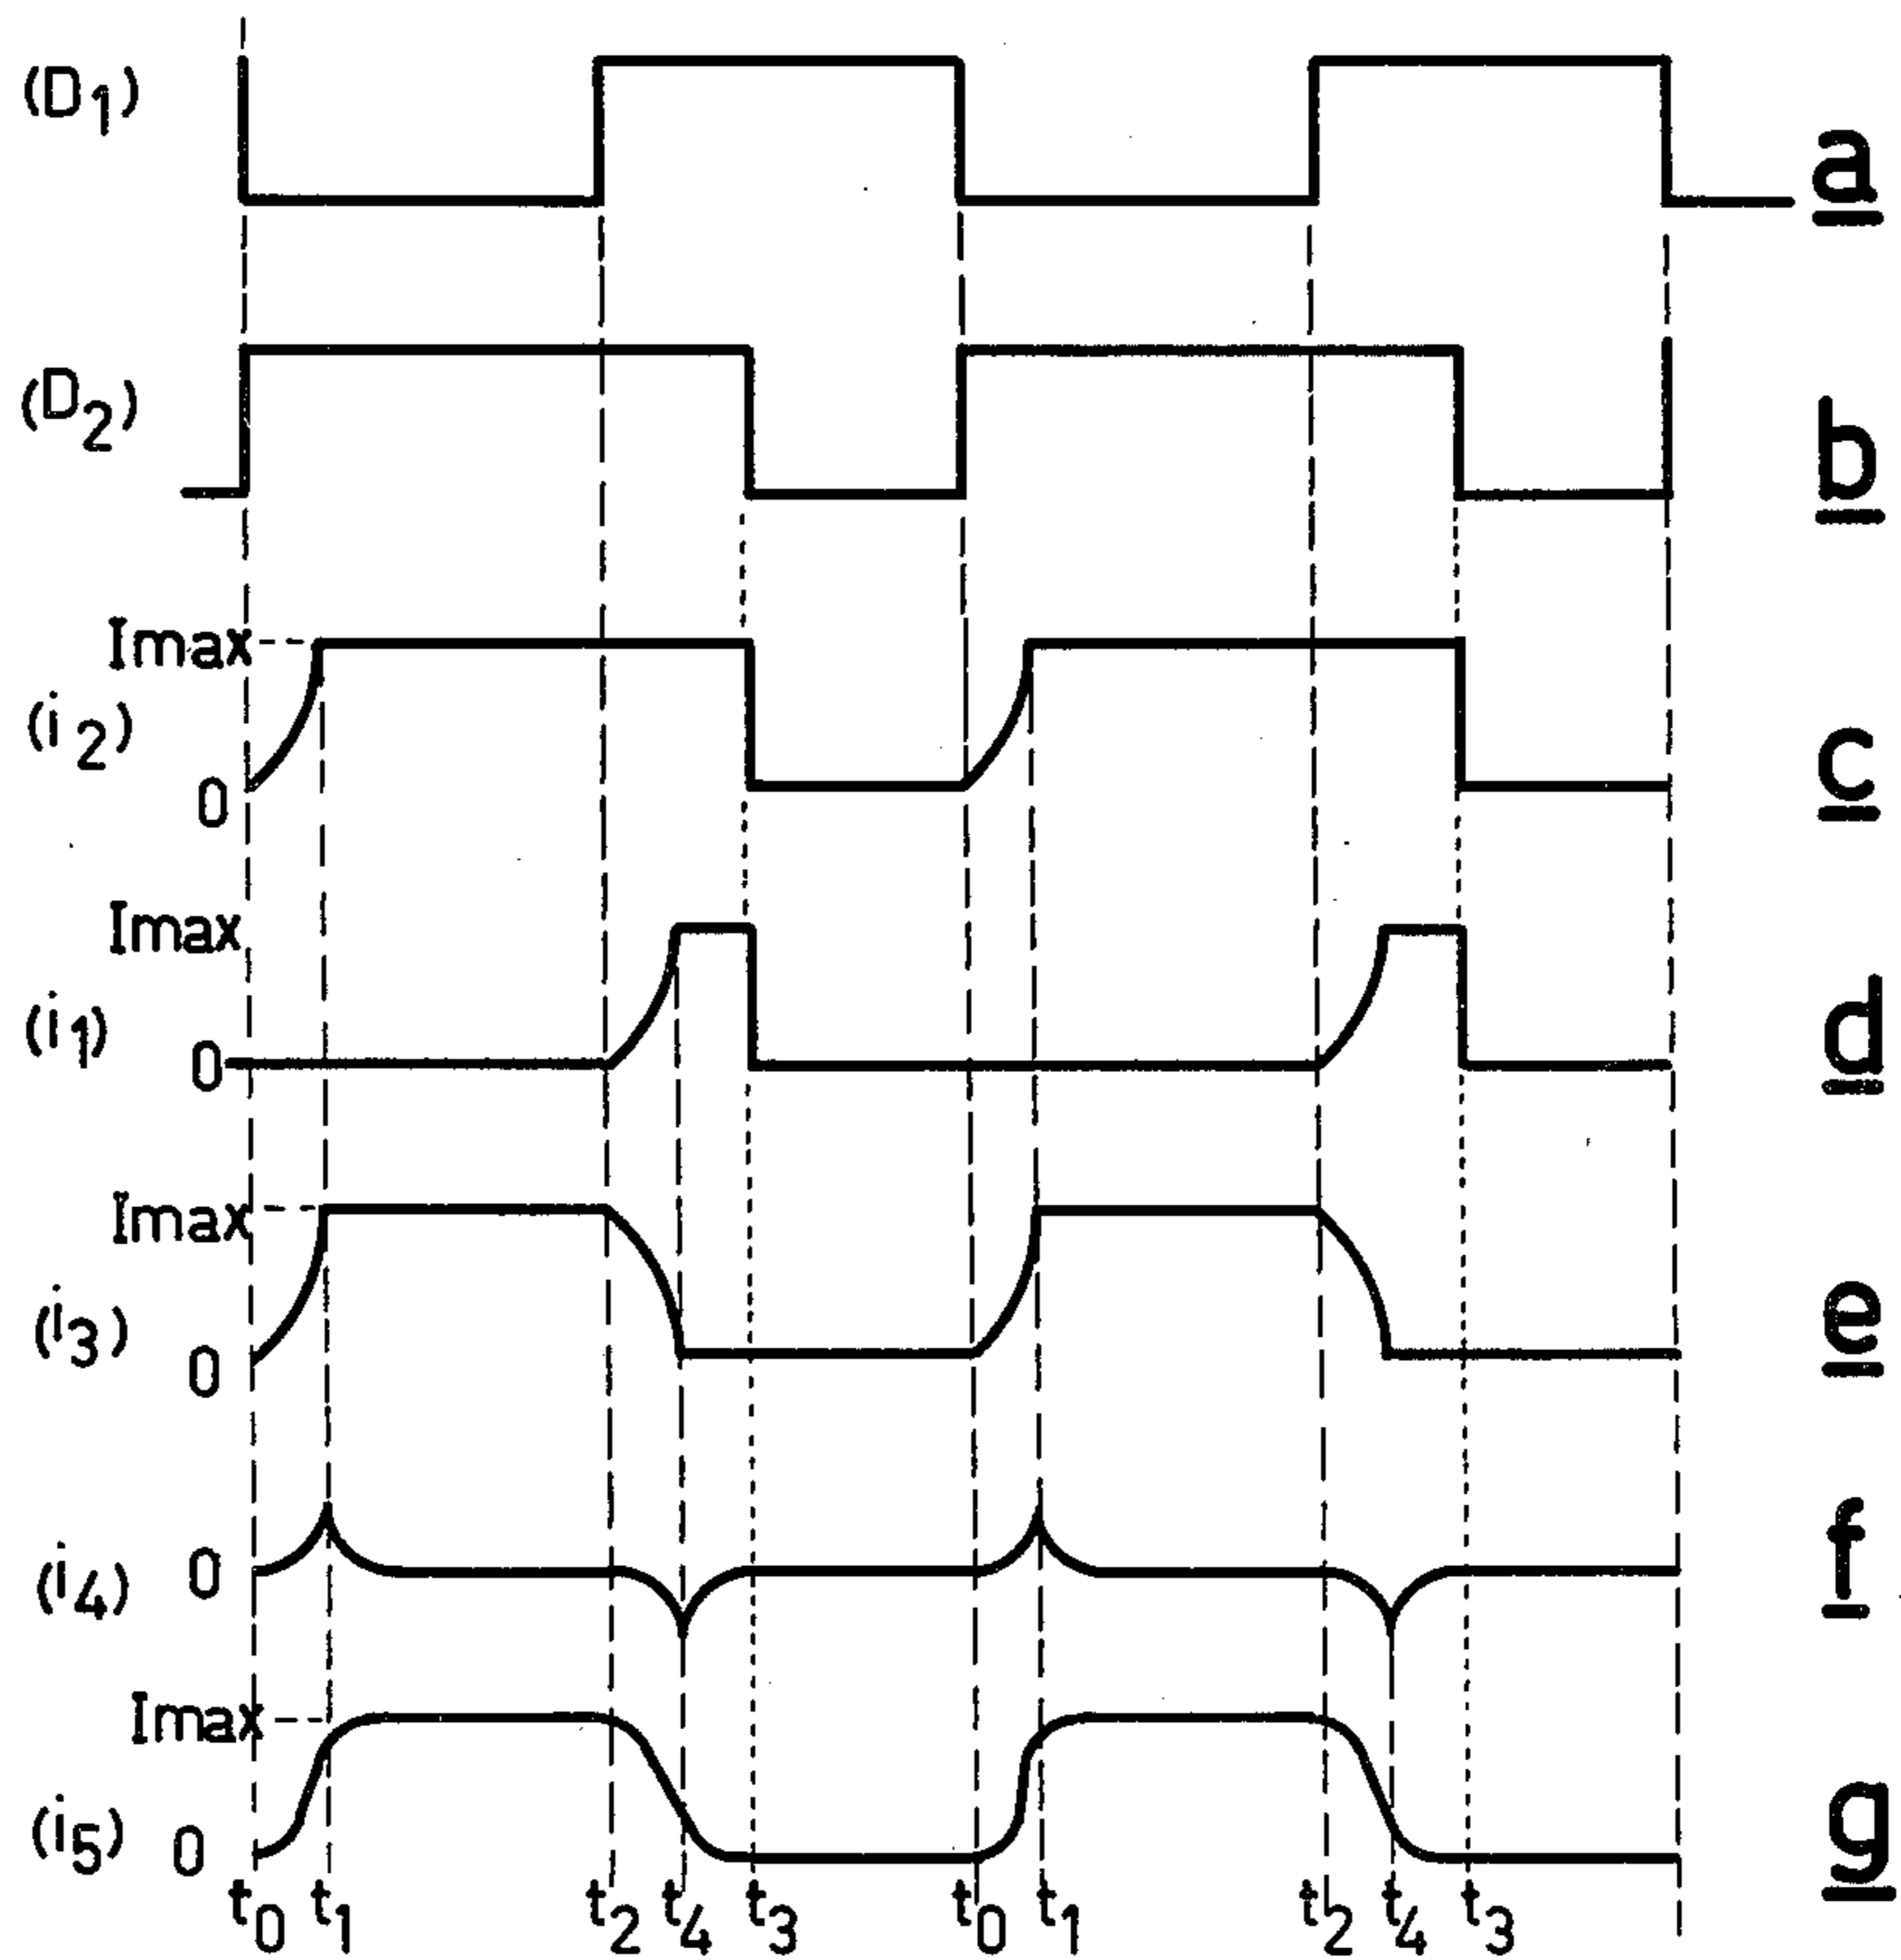 (D1) a
(D2) b
Imax
(i2) c
0
Imax
(i1) d
0
Imax
(i3) e
0
0
(i4) f
Imax
(i5) 0 g
t0 t1 t2 t4 t3 t0 t1 t2 t4 t3